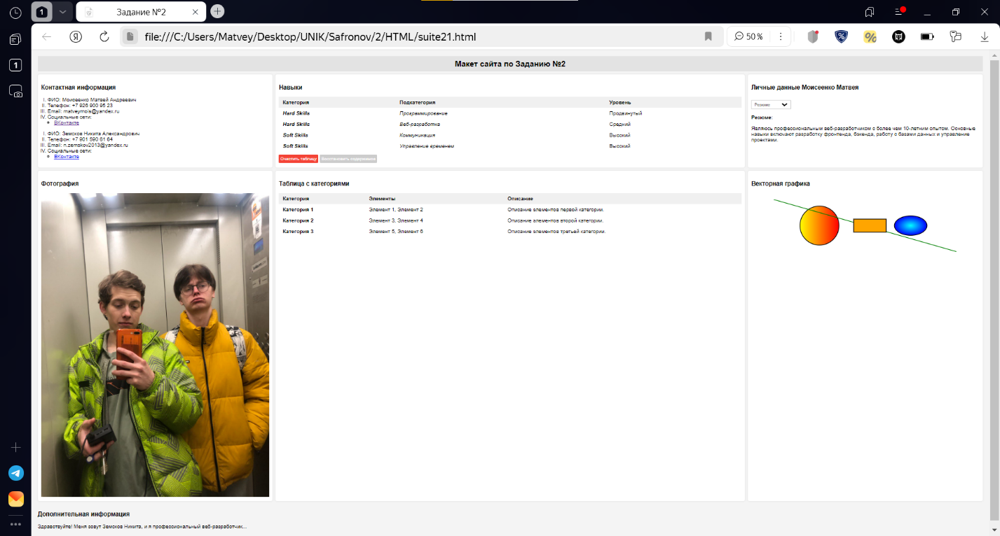 1
Задание №2
Я
file:///C:/Users/Matvey/Desktop/UNIK/Safronov/2/HTML/suite21.html
50 %
1
Макет сайта по Заданию №2
Контактная информация
I. ФИО: Моисеенко Матвей Андреевич
II. Телефон: +7 926 900 95 23
III. Email: matveymois@yandex.ru
IV. Социальные сети:
ВКонтакте
I. ФИО: Земсков Никита Александрович
II. Телефон: +7 901 590 61 64
III. Email: n.zemskov2013@yandex.ru
IV. Социальные сети:
ВКонтакте
Навыки
Категория Подкатегория Уровень
Hard Skills Программирование Продвинутый
Hard Skills Веб-разработка Средний
Soft Skills Коммуникация Высокий
Soft Skills Управление временем Высокий
Очистить таблицу Восстановить содержимое
Личные данные Моисеенко Матвея
Резюме
Резюме:
Являюсь профессиональным веб-разработчиком с более чем 10-летним опытом. Основные
навыки включают разработку фронтенда, бэкенда, работу с базами данных и управление
проектами.
Фотография
Таблица с категориями
Категория Элементы Описание
Категория 1 Элемент 1, Элемент 2 Описание элементов первой категории.
Категория 2 Элемент 3, Элемент 4 Описание элементов второй категории.
Категория 3 Элемент 5, Элемент 6 Описание элементов третьей категории.
Векторная графика
Дополнительная информация
Здравствуйте! Меня зовут Земсков Никита, и я профессиональный веб-разработчик...